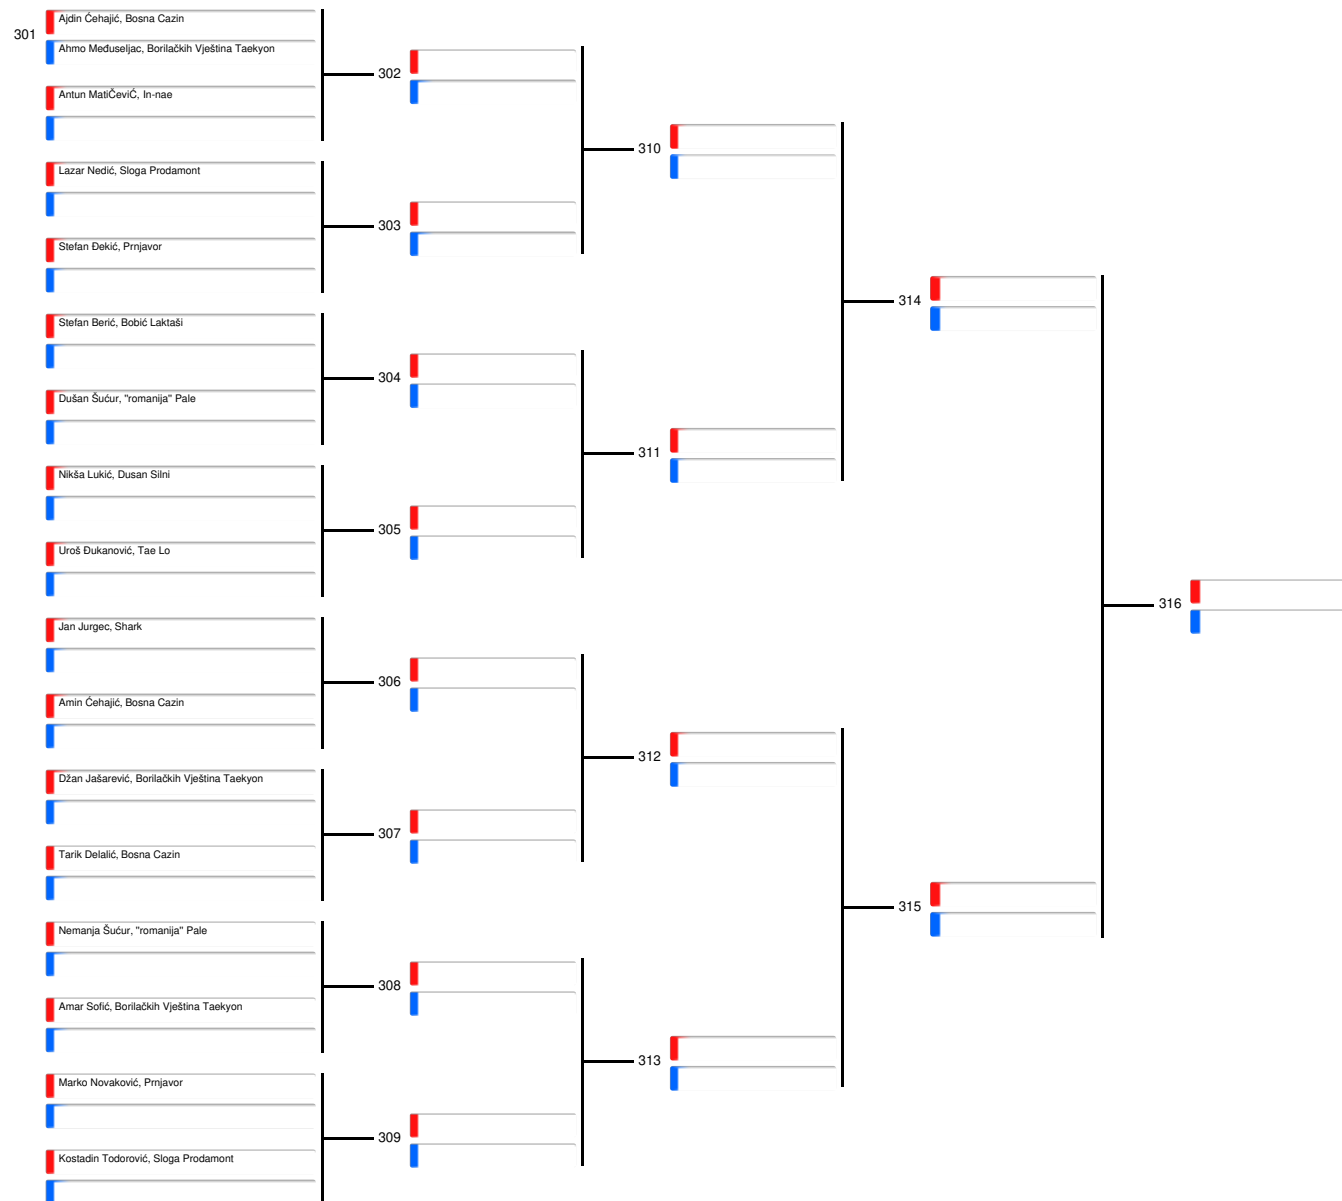 Ajdin Ćehajić, Bosna Cazin
301
Ahmo Međuseljac, Borilačkih Vještina Taekyon
302
Antun MatiČeviĆ, In-nae
310
Lazar Nedić, Sloga Prodamont
303
Stefan Đekić, Prnjavor
314
Stefan Berić, Bobić Laktaši
304
Dušan Šućur, "romanija" Pale
311
Nikša Lukić, Dusan Silni
305
Uroš Đukanović, Tae Lo
316
Jan Jurgec, Shark
306
Amin Ćehajić, Bosna Cazin
312
Džan Jašarević, Borilačkih Vještina Taekyon
307
Tarik Delalić, Bosna Cazin
315
Nemanja Šućur, "romanija" Pale
308
Amar Sofić, Borilačkih Vještina Taekyon
313
Marko Novaković, Prnjavor
309
Kostadin Todorović, Sloga Prodamont